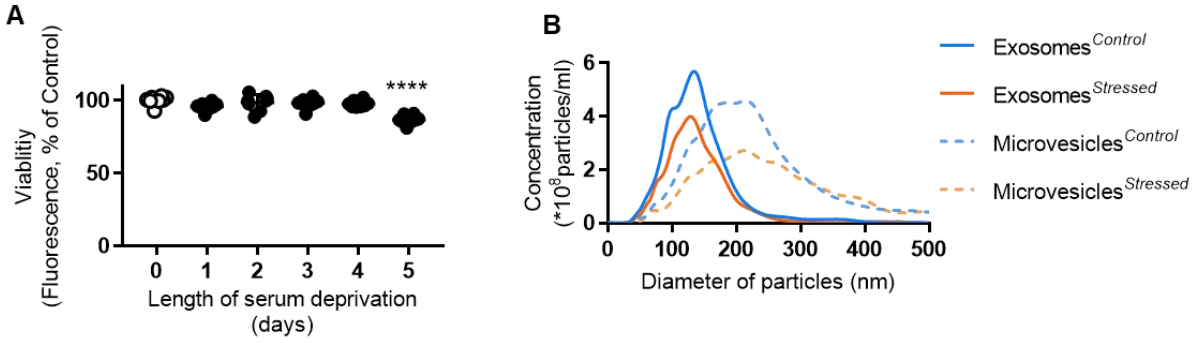 A
Viablitiy
(Fluorescence, % of Control)
100
50
0
****
0 1 2 3 4 5
Length of serum deprivation
(days)
B
Concentration
(*10⁸particles/ml)
6
4
2
0
0 100 200 300 400 500
Diameter of particles (nm)
Exosomes^Control
Exosomes^Stressed
Microvesicles^Control
Microvesicles^Stressed